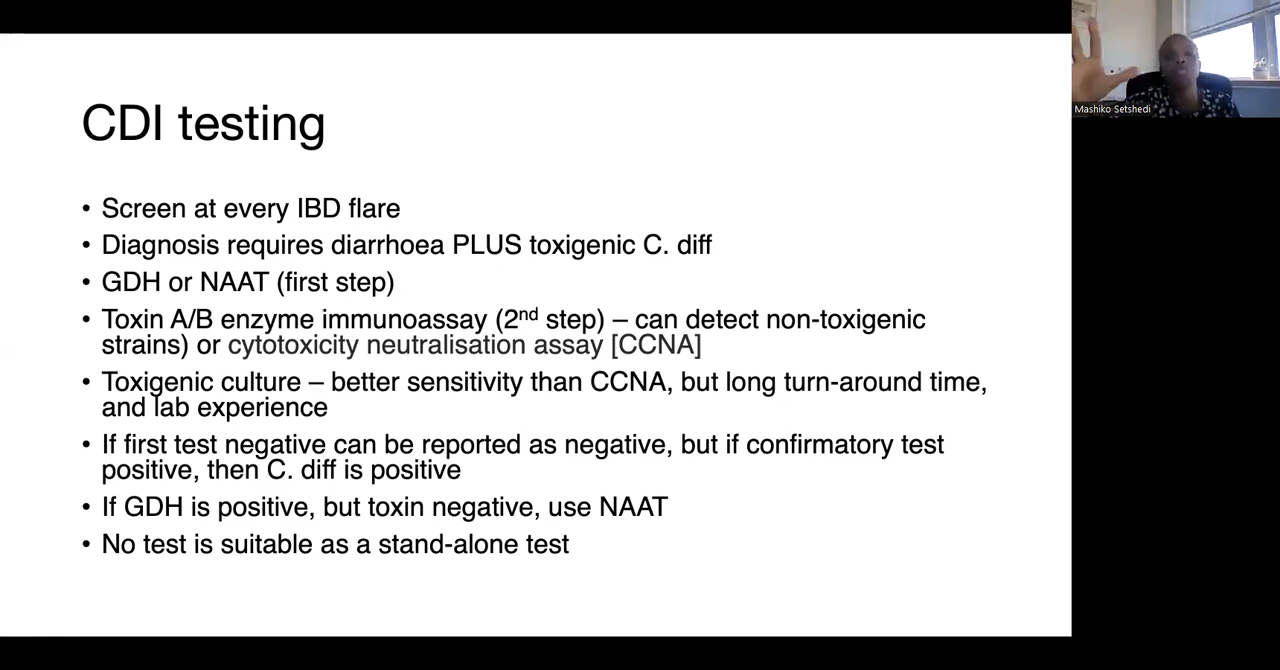 CDI testing
• Screen at every IBD flare
• Diagnosis requires diarrhoea PLUS toxigenic C. diff
• GDH or NAAT (first step)
• Toxin A/B enzyme immunoassay (2nd step) – can detect non-toxigenic
strains) or cytotoxicity neutralisation assay [CCNA]
• Toxigenic culture – better sensitivity than CCNA, but long turn-around time,
and lab experience
• If first test negative can be reported as negative, but if confirmatory test
positive, then C. diff is positive
• If GDH is positive, but toxin negative, use NAAT
• No test is suitable as a stand-alone test
Mashiko Setshedi